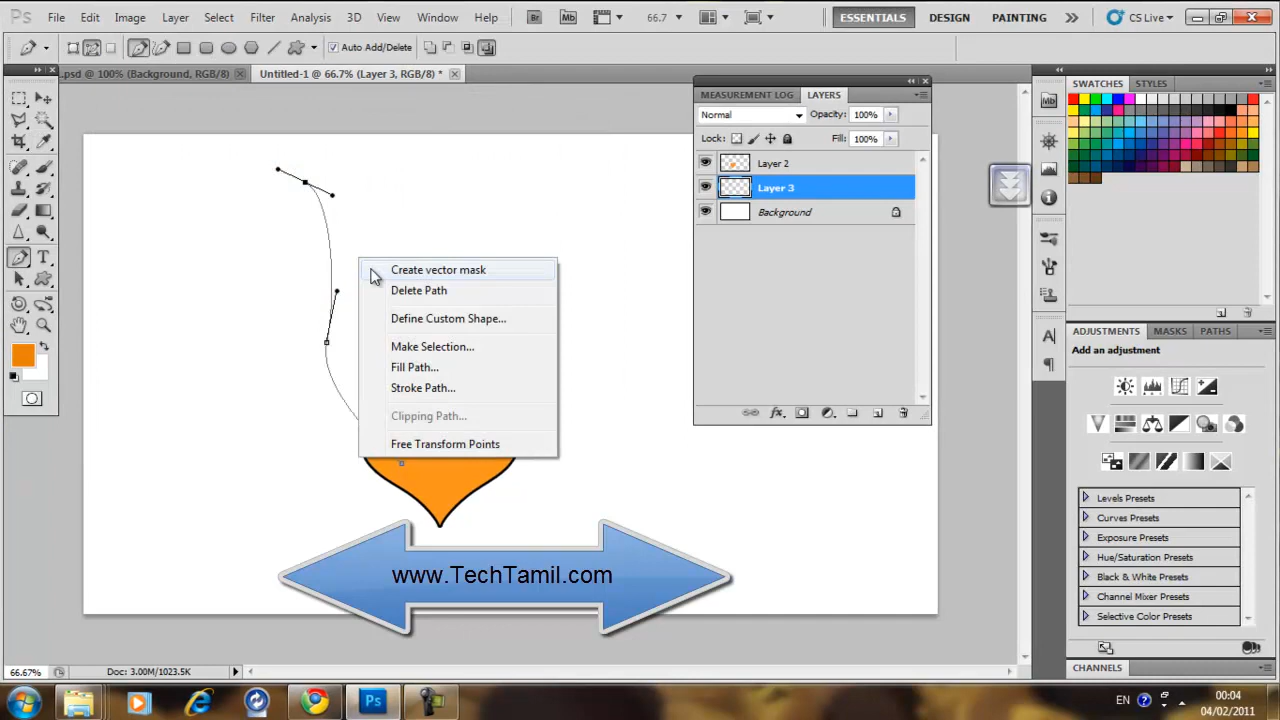 Ps File Edit Image Layer Select Filter Analysis 3D View Window Help Br Mb 66.7 ESSENTIALS DESIGN PAINTING CS Live
Auto Add/Delete
.psd @ 100% (Background, RGB/8) Untitled-1 @ 66.7% (Layer 3, RGB/8) *
MEASUREMENT LOG LAYERS
Normal Opacity: 100%
Lock: Fill: 100%
Layer 2
Layer 3
Background
SWATCHES STYLES
Mb
Create vector mask
Delete Path
Define Custom Shape...
Make Selection...
Fill Path...
Stroke Path...
Clipping Path...
Free Transform Points
ADJUSTMENTS MASKS PATHS
Add an adjustment
Levels Presets
Curves Presets
Exposure Presets
Hue/Saturation Presets
Black & White Presets
Channel Mixer Presets
Selective Color Presets
www.TechTamil.com
66.67% Doc: 3.00M/1023.5K
CHANNELS
Ps
EN
00:04
04/02/2011